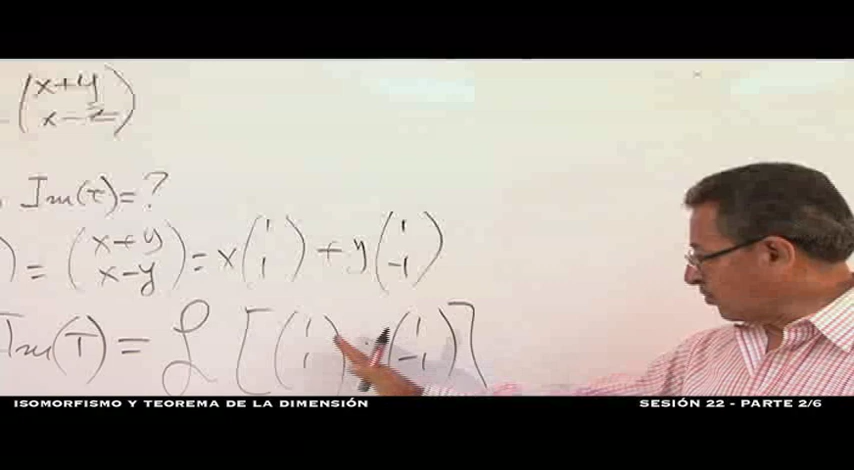 (x+y
x-z)
Im(T)=?
) = (x+y
x-y) = x(1
1) + y(1
-1)
Im(T) = L [(1
1), (1
-1)]
ISOMORFISMO Y TEOREMA DE LA DIMENSIÓN
SESIÓN 22 - PARTE 2/6